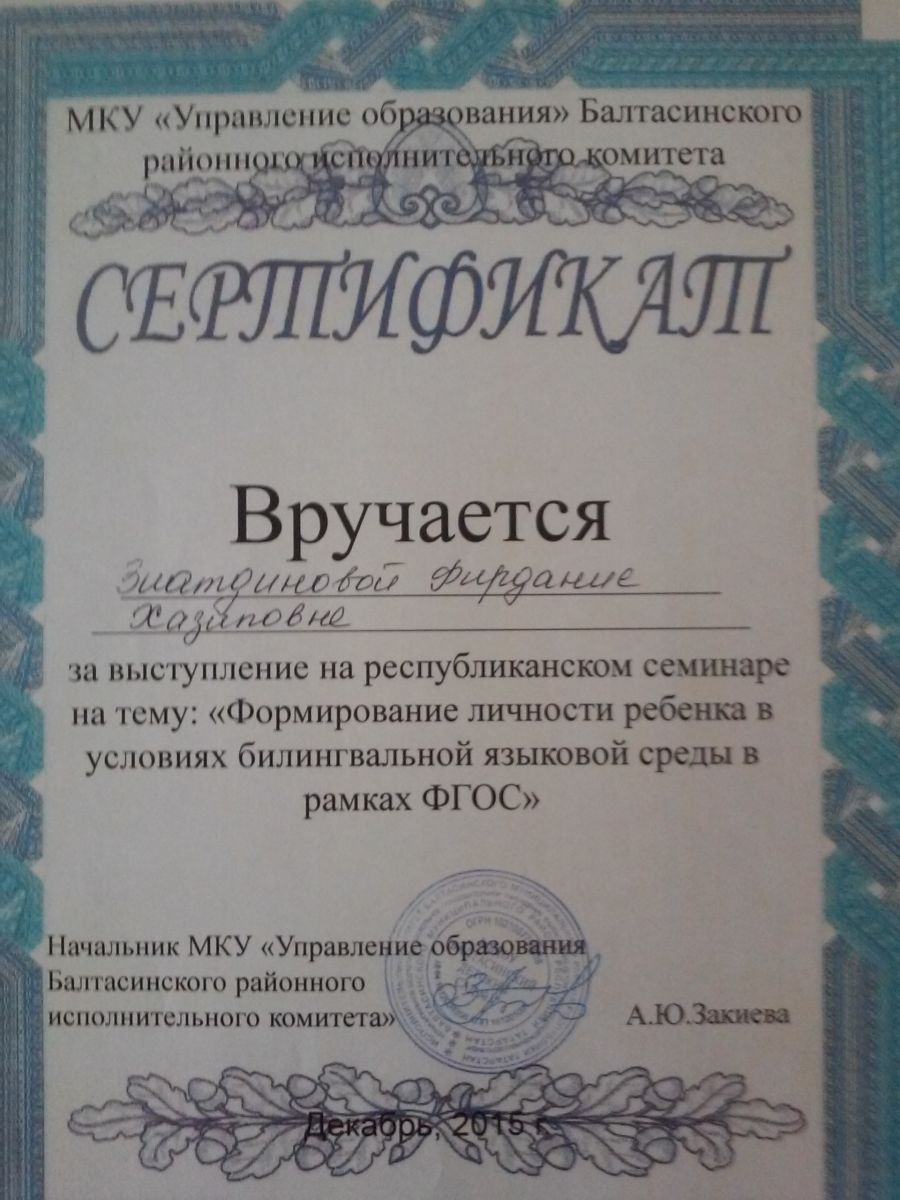 МКУ «Управление образования» Балтасинского
районного исполнительного комитета
СЕРТИФИКАТ
Вручается
Зиатдиновой Фирдание
Хазиповне
за выступление на республиканском семинаре
на тему: «Формирование личности ребенка в
условиях билингвальной языковой среды в
рамках ФГОС»
Начальник МКУ «Управление образования
Балтасинского районного
исполнительного комитета»
А.Ю.Закиева
Декабрь, 2015 г.